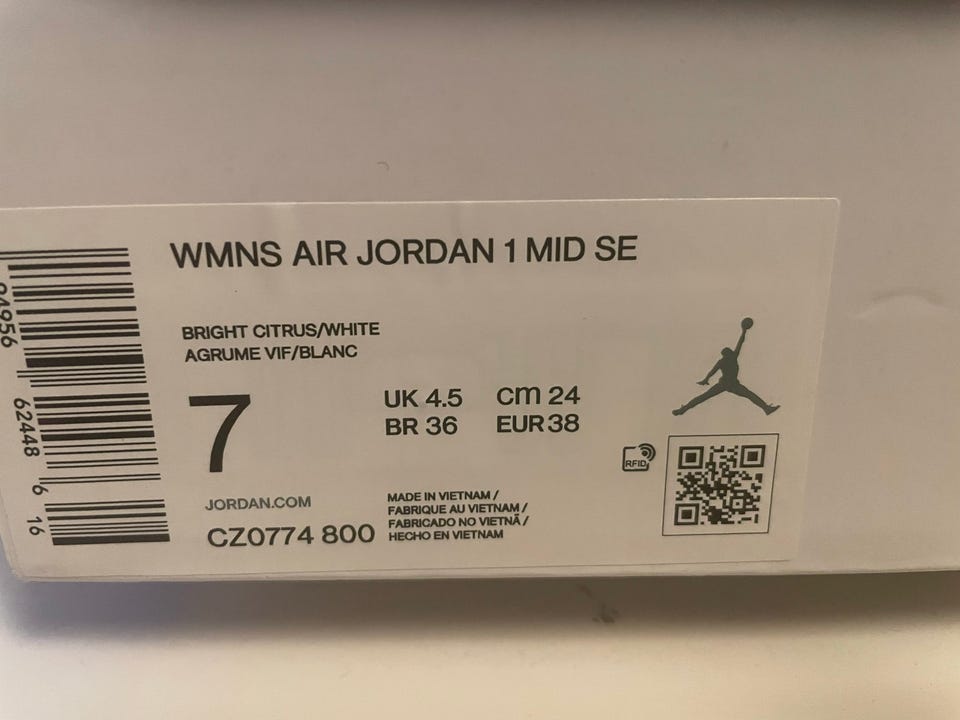 WMNS AIR JORDAN 1 MID SE
BRIGHT CITRUS/WHITE
AGRUME VIF/BLANC
7
UK 4.5 cm 24
BR 36 EUR 38
RFID
JORDAN.COM
CZ0774 800
MADE IN VIETNAM /
FABRIQUE AU VIETNAM /
FABRICADO NO VIETNÃ /
HECHO EN VIETNAM
62448 6 16